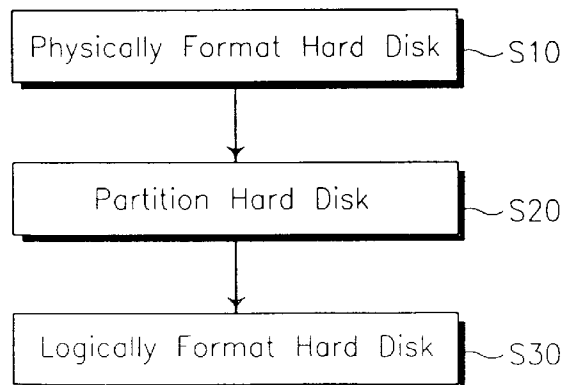 Physically Format Hard Disk S10
Partition Hard Disk S20
Logically Format Hard Disk S30